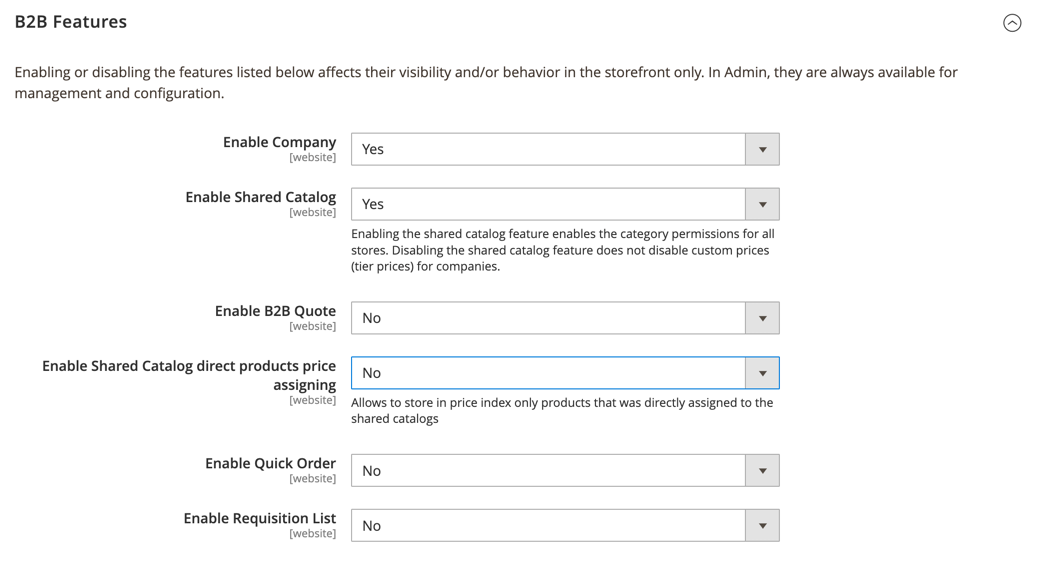 B2B Features
Enabling or disabling the features listed below affects their visibility and/or behavior in the storefront only. In Admin, they are always available for
management and configuration.
Enable Company
[website]
Yes
Enable Shared Catalog
[website]
Yes
Enabling the shared catalog feature enables the category permissions for all
stores. Disabling the shared catalog feature does not disable custom prices
(tier prices) for companies.
Enable B2B Quote
[website]
No
Enable Shared Catalog direct products price
assigning
[website]
No
Allows to store in price index only products that was directly assigned to the
shared catalogs
Enable Quick Order
[website]
No
Enable Requisition List
[website]
No